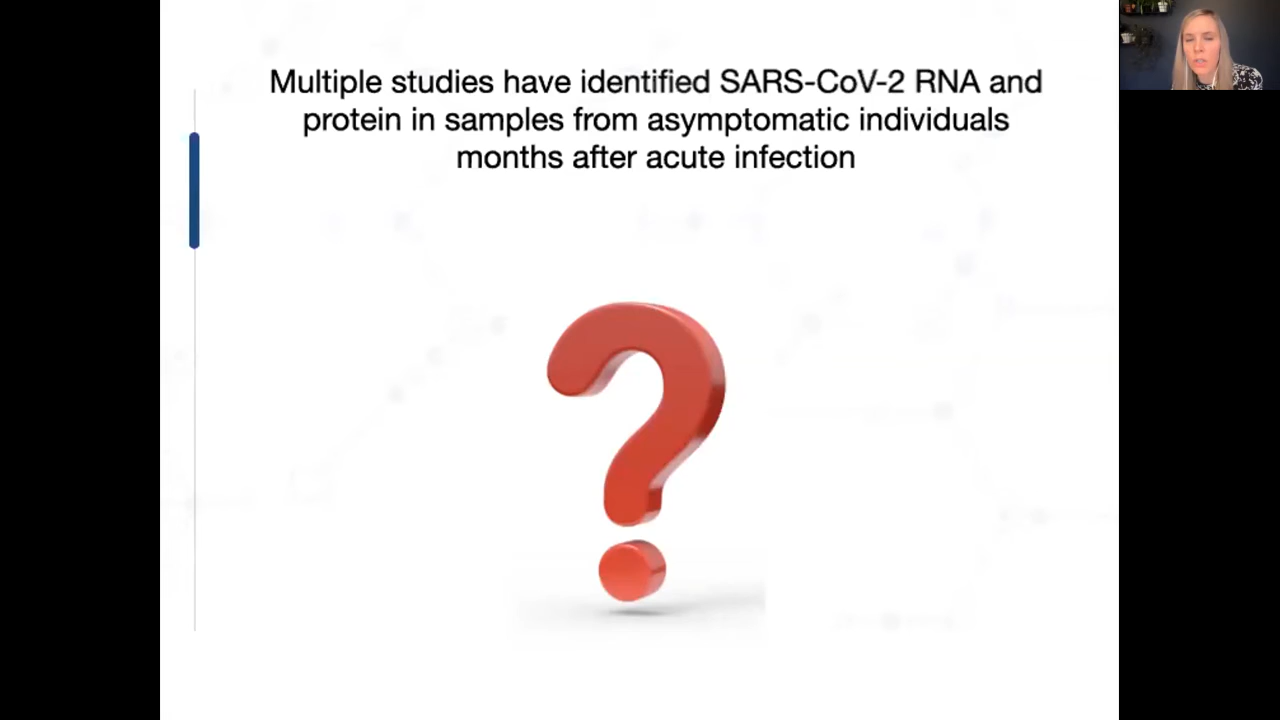 Multiple studies have identified SARS-CoV-2 RNA and
protein in samples from asymptomatic individuals
months after acute infection